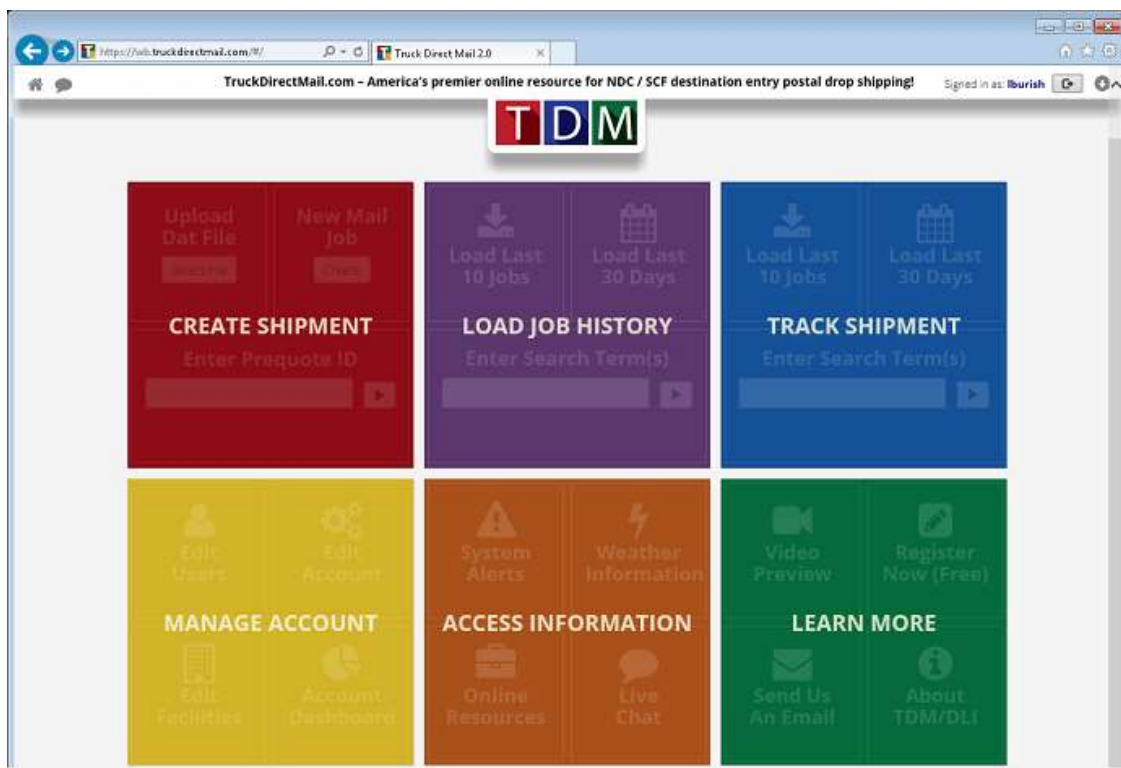 https://wb.truckdirectmail.com/#/
Truck Direct Mail 2.0
TruckDirectMail.com – America's premier online resource for NDC / SCF destination entry postal drop shipping!
Signed in as: lburish
TDM
Upload Dat File
New Mail Job
Create
CREATE SHIPMENT
Enter Prequote ID
Load Last 10 Jobs
Load Last 30 Days
LOAD JOB HISTORY
Enter Search Term(s)
Load Last 10 Jobs
Load Last 30 Days
TRACK SHIPMENT
Enter Search Term(s)
Edit Users
Edit Account
MANAGE ACCOUNT
Edit Facilities
Account Dashboard
System Alerts
Weather Information
ACCESS INFORMATION
Online Resources
Live Chat
Video Preview
Register Now (Free)
LEARN MORE
Send Us An Email
About TDM/DLI